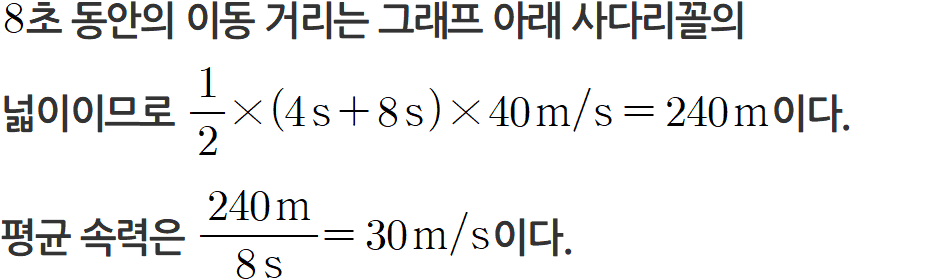 8초 동안의 이동 거리는 그래프 아래 사다리꼴의
넓이이므로 \frac{1}{2}×(4 s+8 s)×40 m/s = 240 m이다.
평균 속력은 \frac{240 m}{8 s} = 30 m/s이다.